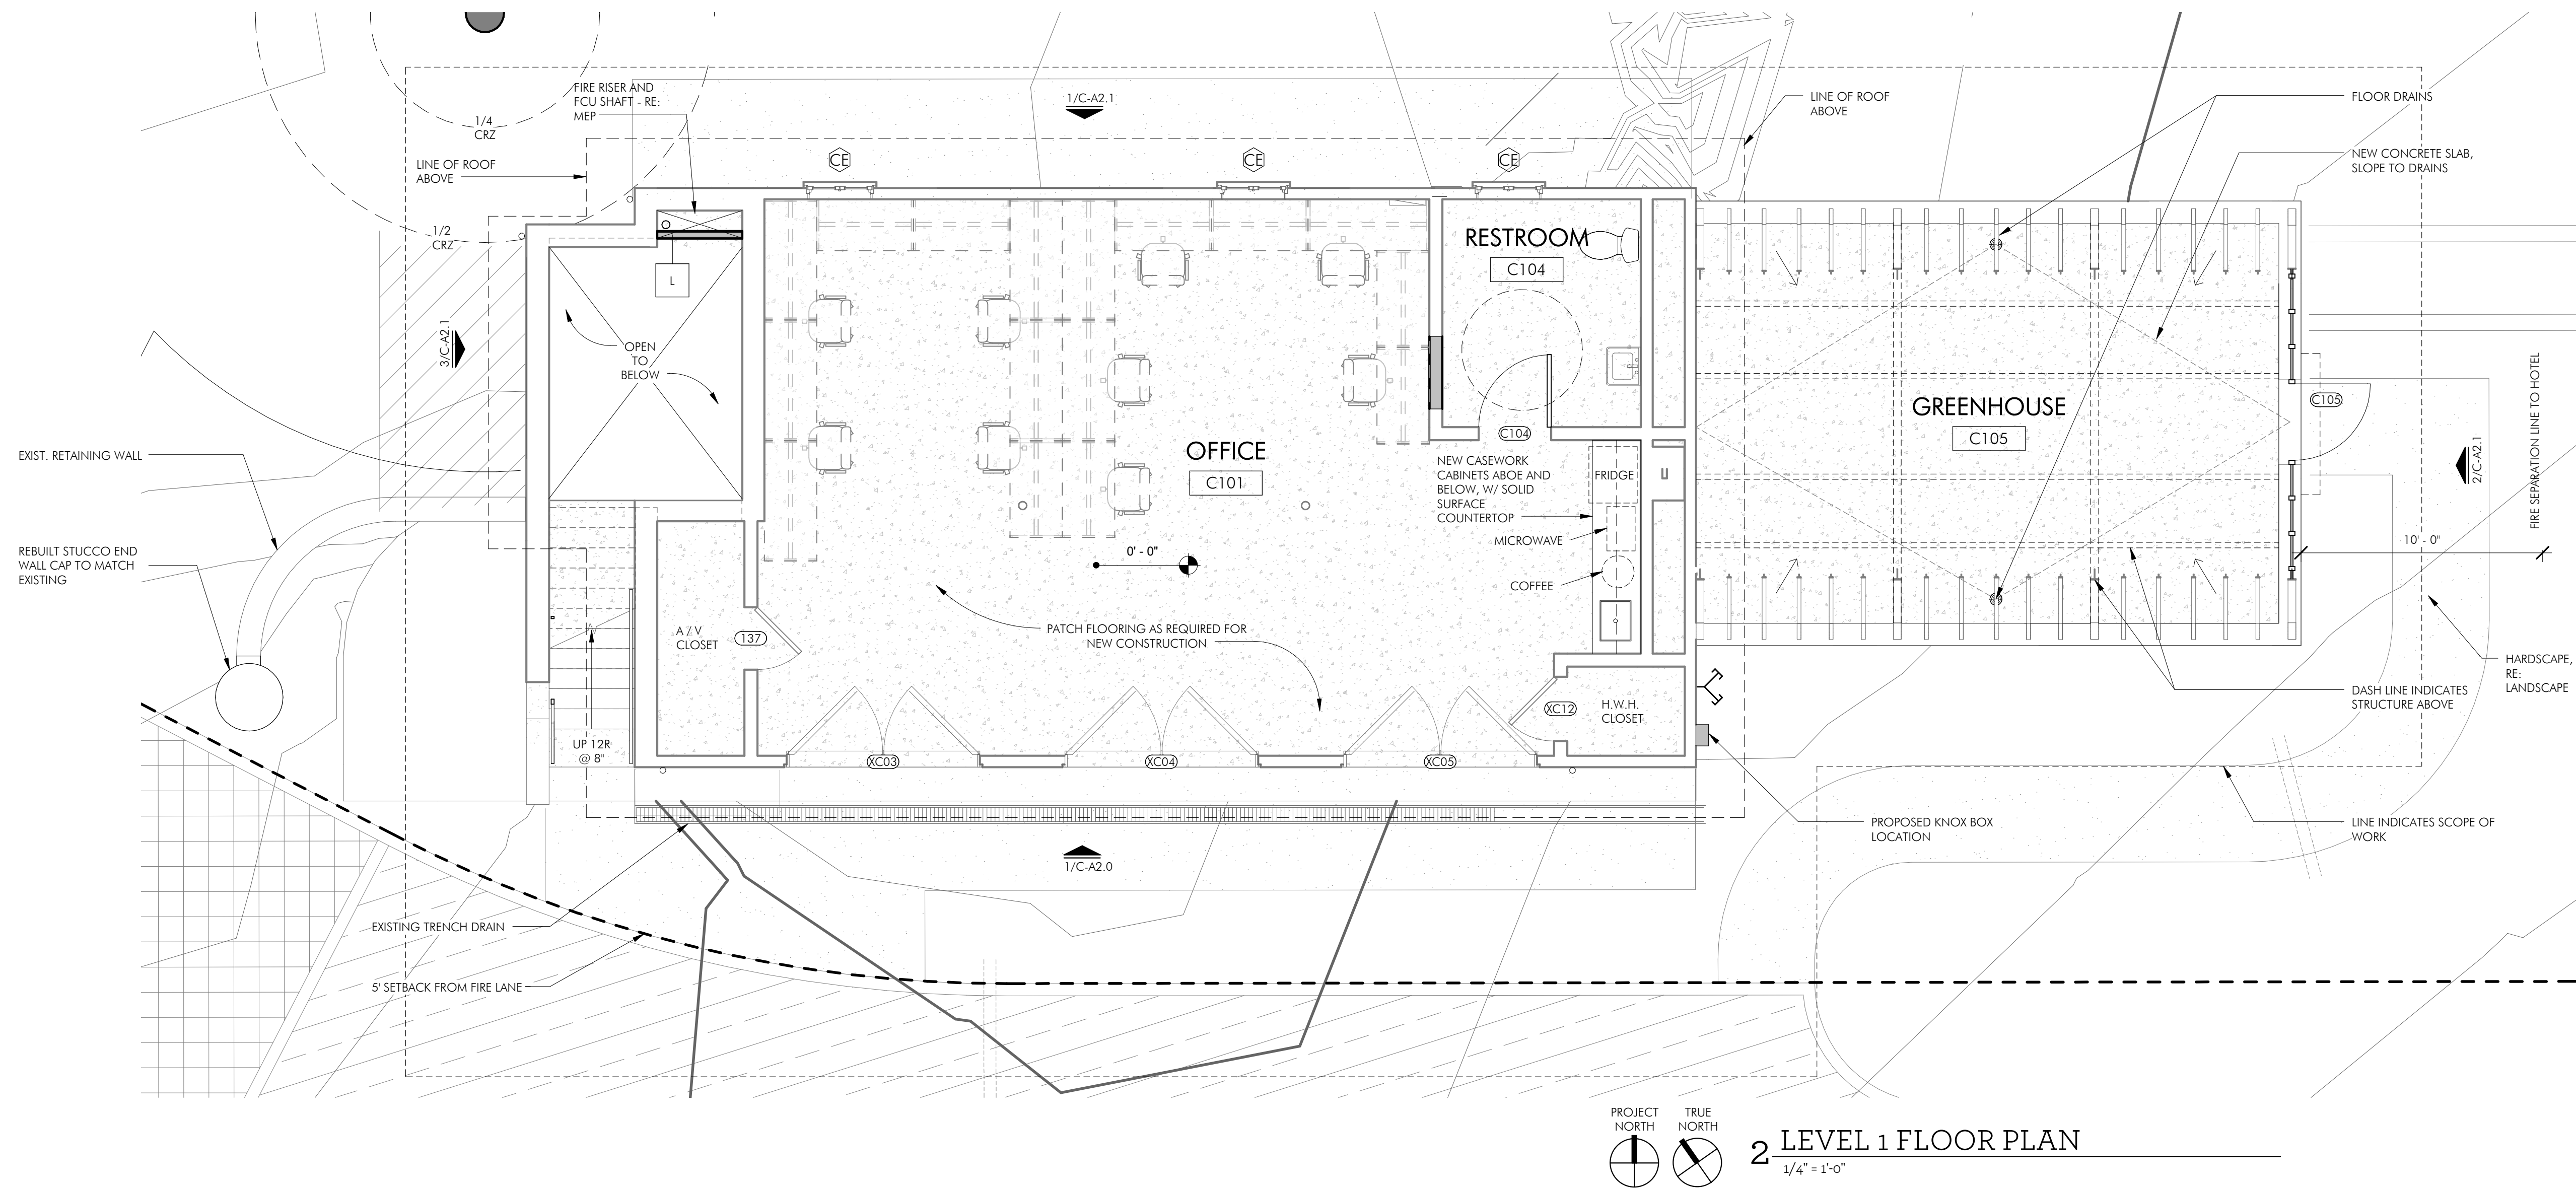 FIRE RISER AND
FCU SHAFT - RE:
MEP
1/C-A2.1
LINE OF ROOF
ABOVE
FLOOR DRAINS
1/4
CRZ
LINE OF ROOF
ABOVE
CE
CE
CE
NEW CONCRETE SLAB,
SLOPE TO DRAINS
1/2
CRZ
RESTROOM
C104
L
3/C-A2.1
OPEN
TO
BELOW
GREENHOUSE
C105
C105
FIRE SEPARATION LINE TO HOTEL
2/C-A2.1
EXIST. RETAINING WALL
OFFICE
C101
C104
NEW CASEWORK
CABINETS ABOE AND
BELOW, W/ SOLID
SURFACE
COUNTERTOP
FRIDGE
MICROWAVE
COFFEE
REBUILT STUCCO END
WALL CAP TO MATCH
EXISTING
0' - 0"
10' - 0"
A / V
CLOSET
137
PATCH FLOORING AS REQUIRED FOR
NEW CONSTRUCTION
HARDSCAPE,
RE:
LANDSCAPE
DASH LINE INDICATES
STRUCTURE ABOVE
XC12
H.W.H.
CLOSET
UP 12R
@ 8"
XC03
XC04
XC05
PROPOSED KNOX BOX
LOCATION
LINE INDICATES SCOPE OF
WORK
1/C-A2.0
EXISTING TRENCH DRAIN
5' SETBACK FROM FIRE LANE
PROJECT
NORTH
TRUE
NORTH
2
LEVEL 1 FLOOR PLAN
1/4" = 1'-0"